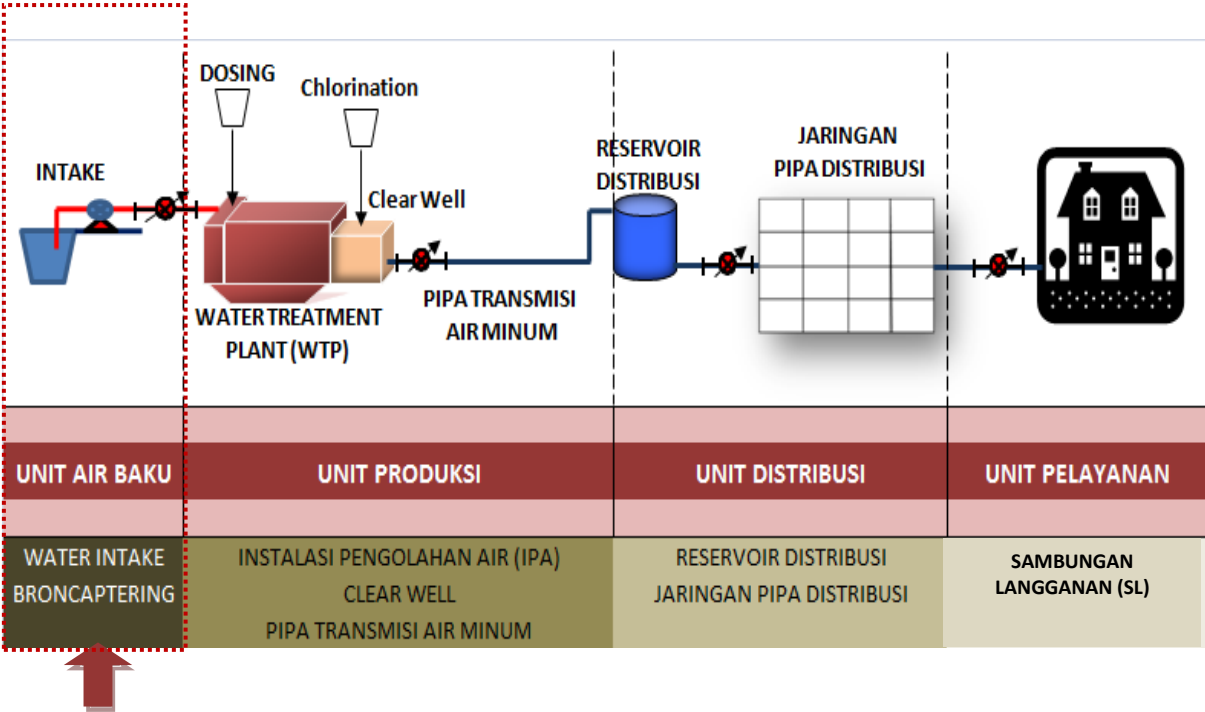 DOSING
Chlorination
INTAKE
Clear Well
WATER TREATMENT
PLANT (WTP)
PIPA TRANSMISI
AIR MINUM
RESERVOIR
DISTRIBUSI
JARINGAN
PIPA DISTRIBUSI
UNIT AIR BAKU
UNIT PRODUKSI
UNIT DISTRIBUSI
UNIT PELAYANAN
WATER INTAKE
BRONCAPTERING
INSTALASI PENGOLAHAN AIR (IPA)
CLEAR WELL
PIPA TRANSMISI AIR MINUM
RESERVOIR DISTRIBUSI
JARINGAN PIPA DISTRIBUSI
SAMBUNGAN
LANGGANAN (SL)